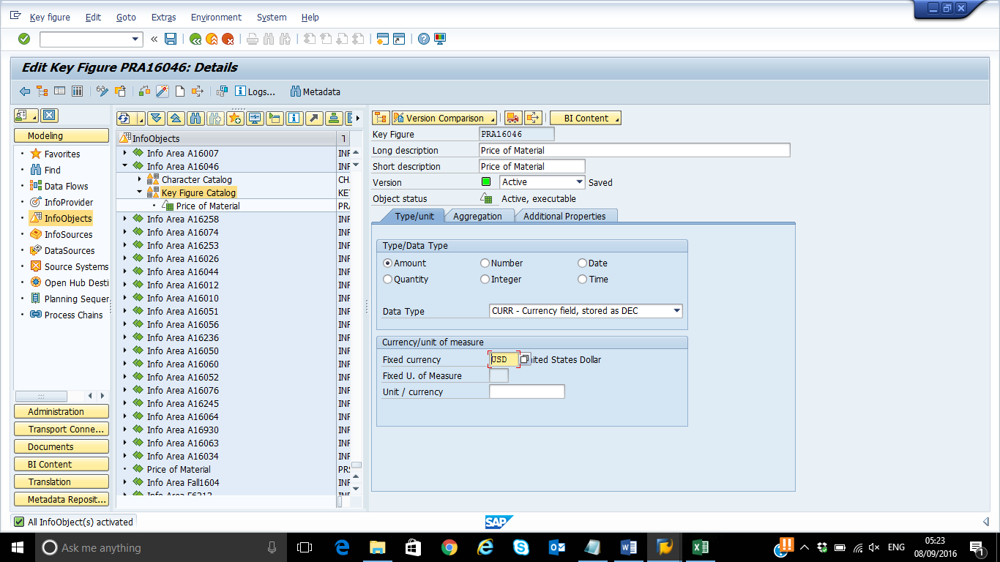 Key figure Edit Goto Extras Environment System Help
Edit Key Figure PRA16046: Details
Logs... Metadata
Modeling
Favorites
Find
Data Flows
InfoProvider
InfoObjects
InfoSources
DataSources
Source Systems
Open Hub Desti
Planning Sequer
Process Chains
Administration
Transport Conne...
Documents
BI Content
Translation
Metadata Reposit...
InfoObjects T
Info Area A16007 INF
Info Area A16046 INF
Character Catalog CH
Key Figure Catalog KE
Price of Material PR
Info Area A16258 INF
Info Area A16074 INF
Info Area A16253 INF
Info Area A16026 INF
Info Area A16044 INF
Info Area A16012 INF
Info Area A16010 INF
Info Area A16051 INF
Info Area A16056 INF
Info Area A16236 INF
Info Area A16050 INF
Info Area A16060 INF
Info Area A16052 INF
Info Area A16076 INF
Info Area A16245 INF
Info Area A16064 INF
Info Area A16930 INF
Info Area A16063 INF
Info Area A16034 INF
Price of Material PR
Info Area Fall1604 INF
Version Comparison BI Content
Key Figure PRA16046
Long description Price of Material
Short description Price of Material
Version Active Saved
Object status Active, executable
Type/unit Aggregation Additional Properties
Type/Data Type
Amount Number Date
Quantity Integer Time
Data Type CURR - Currency field, stored as DEC
Currency/unit of measure
Fixed currency USD ited States Dollar
Fixed U. of Measure
Unit / currency
All InfoObject(s) activated
SAP
Ask me anything
ENG
05:23
08/09/2016
1